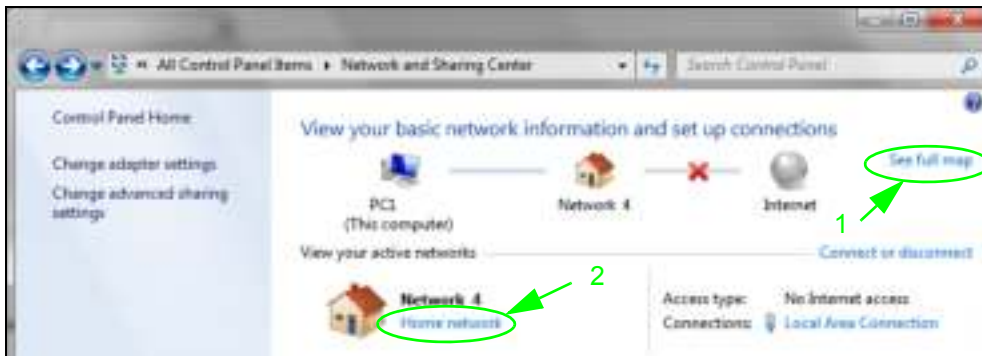 « All Control Panel Items ▸ Network and Sharing Center
Search Control Panel
Control Panel Home
Change adapter settings
Change advanced sharing
settings
View your basic network information and set up connections
See full map
1
PC1
(This computer)
Network 4
Internet
View your active networks
Connect or disconnect
2
Network 4
Home network
Access type: No Internet access
Connections: Local Area Connection